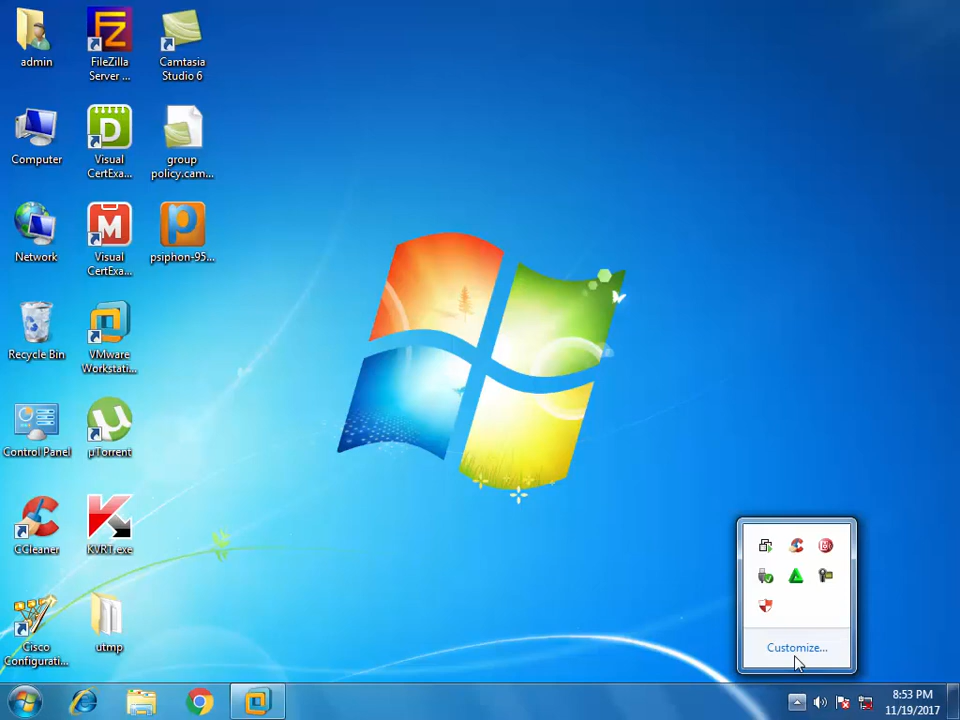 admin
FileZilla
Server ...
Camtasia
Studio 6
Computer
Visual
CertExa...
group
policy.cam...
Network
Visual
CertExa...
psiphon-95...
Recycle Bin
VMware
Workstati...
Control Panel
µTorrent
CCleaner
KVRT.exe
Cisco
Configurati...
utmp
Customize...
8:53 PM
11/19/2017